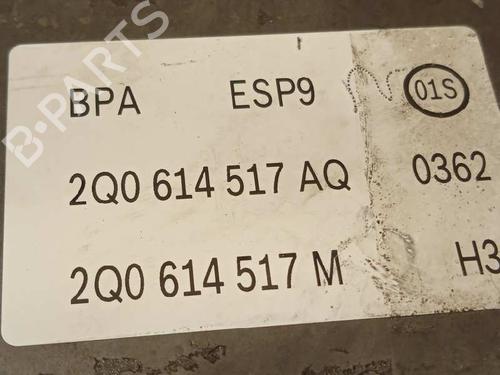 BPA ESP9 01S
2Q0 614 517 AQ 0362
2Q0 614 517 M H3
B-PARTS